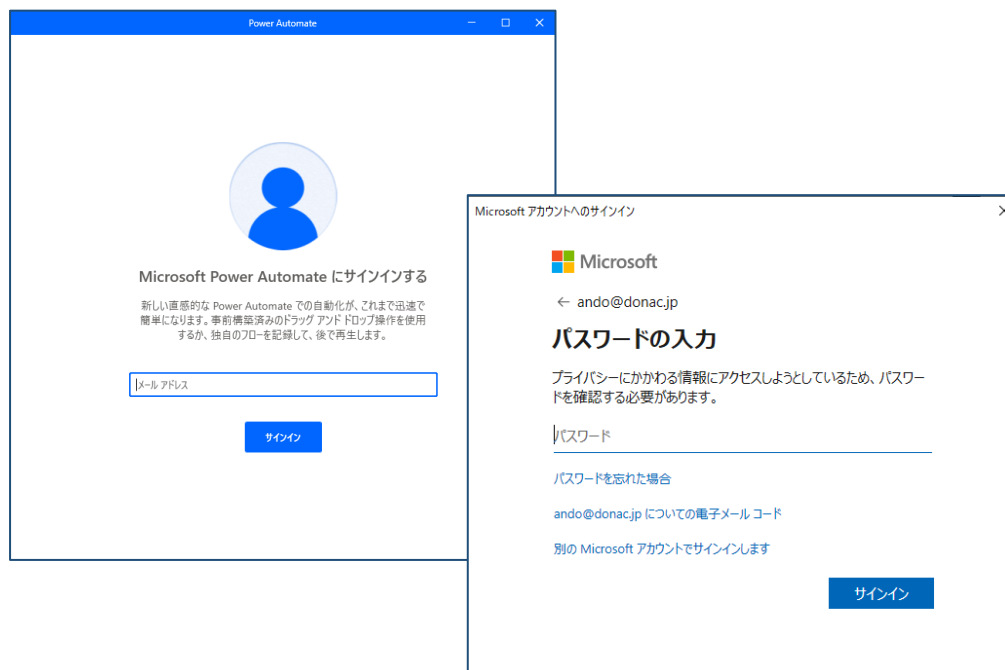 Power Automate
Microsoft Power Automate にサインインする
新しい直感的な Power Automate での自動化が、これまで迅速で
簡単になります。事前構築済みのドラッグ アンド ドロップ操作を使用
するか、独自のフローを記録して、後で再生します。
メール アドレス
サインイン
Microsoft アカウントへのサインイン
Microsoft
← ando@donac.jp
パスワードの入力
プライバシーにかかわる情報にアクセスしようとしているため、パスワー
ドを確認する必要があります。
パスワード
パスワードを忘れた場合
ando@donac.jp についての電子メール コード
別の Microsoft アカウントでサインインします
サインイン